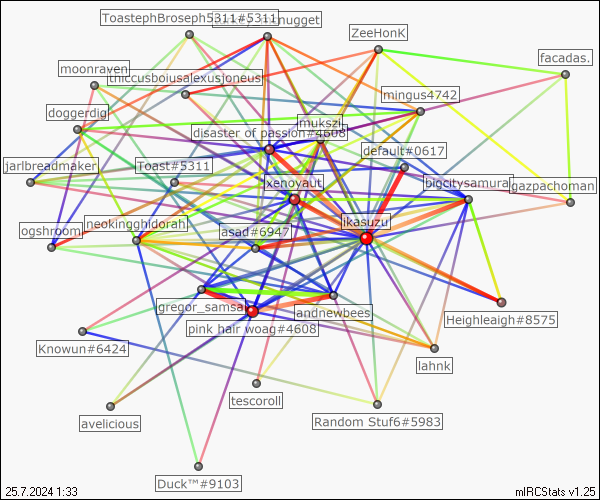 ToastephBroseph5311#5311
nugget
ZeeHonK
facadas.
moonraven
thiccusboiusalexusjoneusii
mingus4742
doggerdig
mukszi
disaster of passion#4608
default#0617
jarlbreadmaker
Toast#5311
xenovaut
bigcitysamurai
gazpachoman
ogshroom
neokingghidorah
asad#6947
ikasuzu
gregor_samsa
andnewbees
pink hair woag#4608
Heighleaigh#8575
Knowun#6424
lahnk
tescoroll
avelicious
Random Stuf6#5983
Duck™#9103
25.7.2024 1:33
mIRCStats v1.25